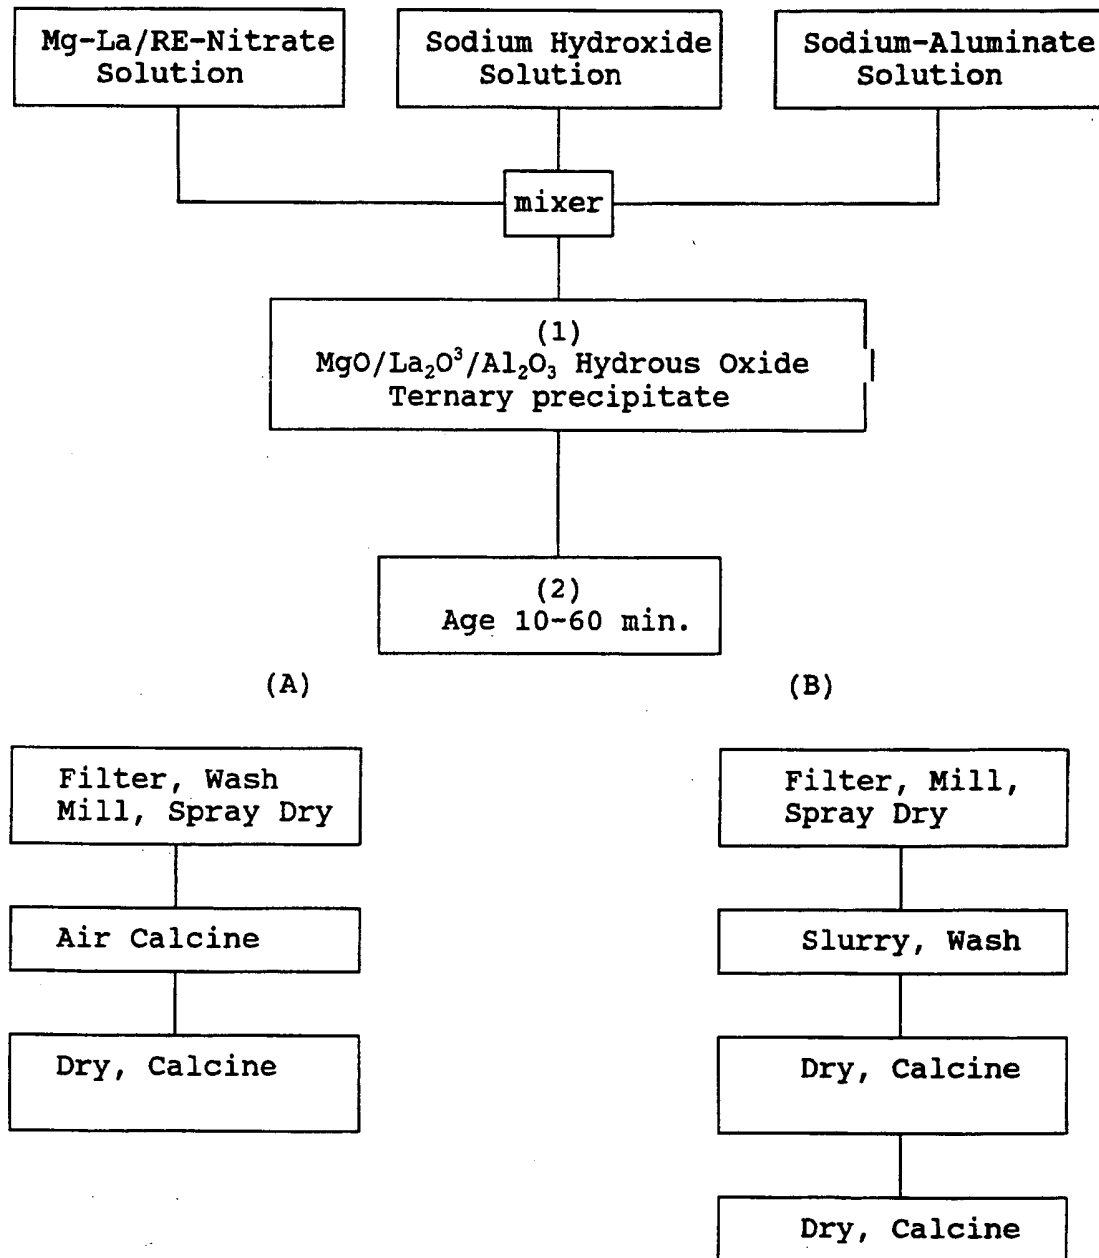 Mg-La/RE-Nitrate
Solution
Sodium Hydroxide
Solution
Sodium-Aluminate
Solution
mixer
(1)
MgO/La₂O³/Al₂O₃ Hydrous Oxide
Ternary precipitate
(2)
Age 10-60 min.
(A)
Filter, Wash
Mill, Spray Dry
Air Calcine
Dry, Calcine
(B)
Filter, Mill,
Spray Dry
Slurry, Wash
Dry, Calcine
Dry, Calcine